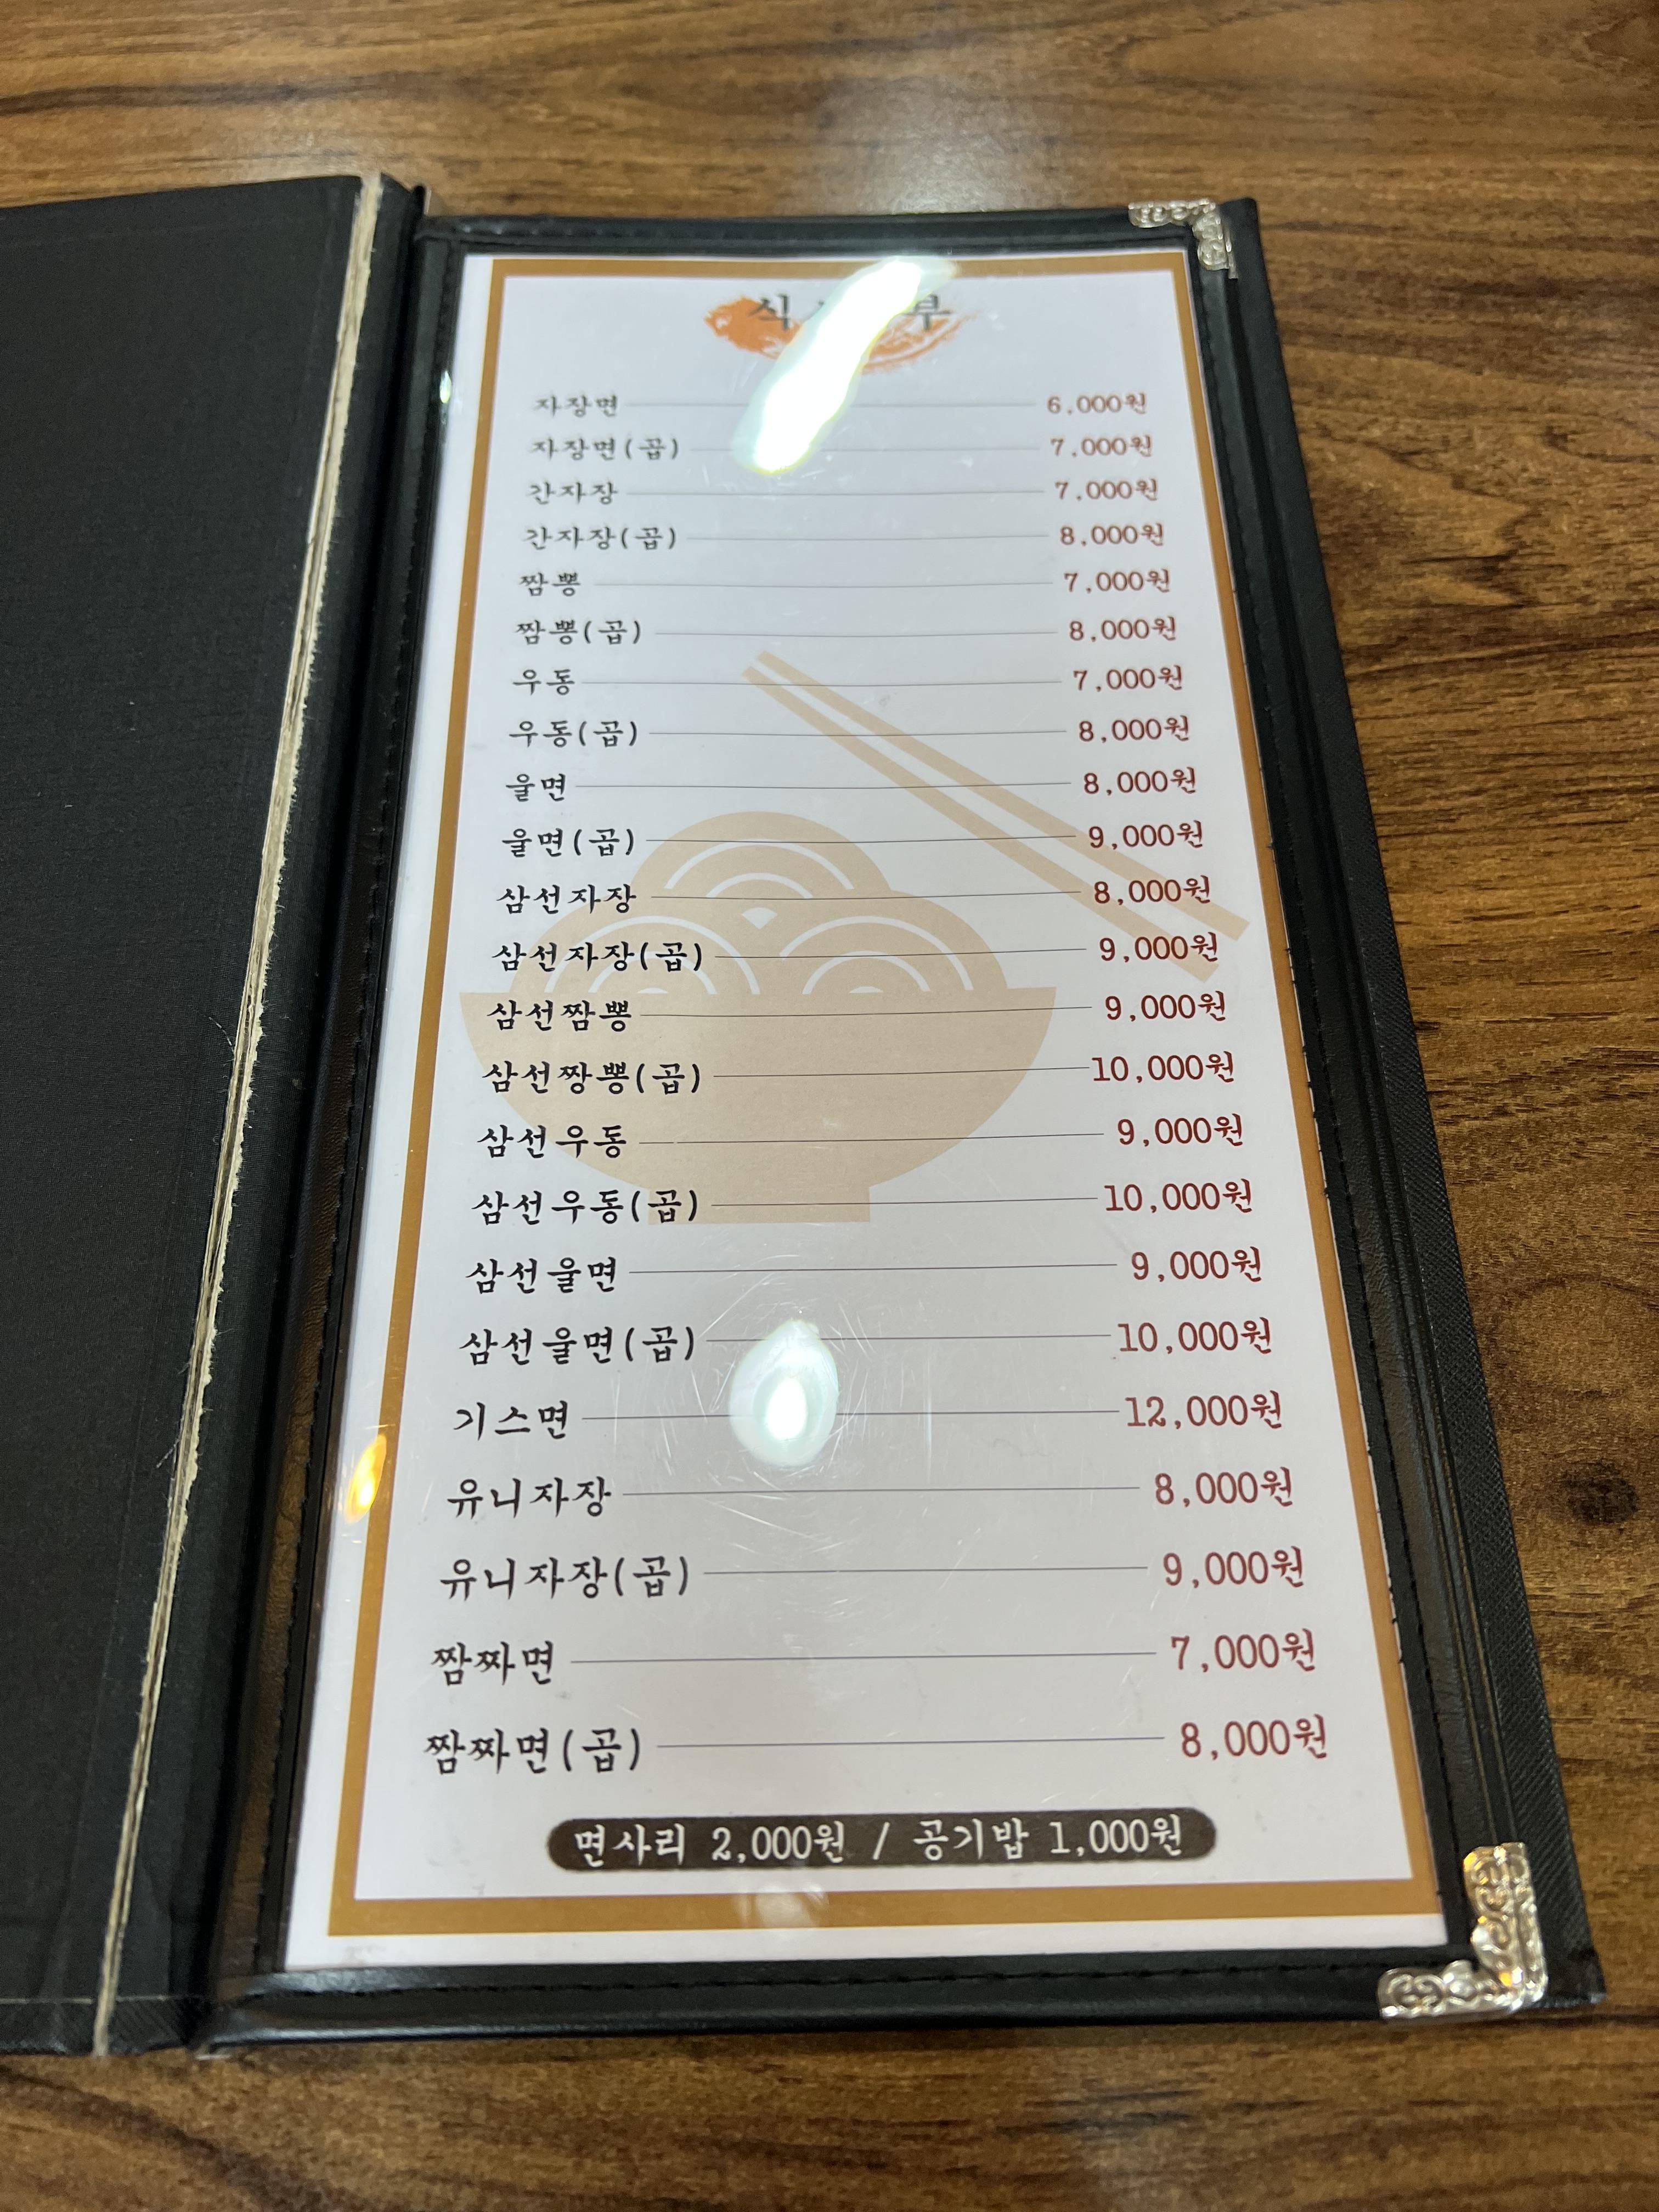 자장면 6,000원
자장면(곱) 7,000원
간자장 7,000원
간자장(곱) 8,000원
짬뽕 7,000원
짬뽕(곱) 8,000원
우동 7,000원
우동(곱) 8,000원
울면 8,000원
울면(곱) 9,000원
삼선자장 8,000원
삼선자장(곱) 9,000원
삼선짬뽕 9,000원
삼선짱뽕(곱) 10,000원
삼선우동 9,000원
삼선우동(곱) 10,000원
삼선울면 9,000원
삼선울면(곱) 10,000원
기스면 12,000원
유니자장 8,000원
유니자장(곱) 9,000원
짬짜면 7,000원
짬짜면(곱) 8,000원
면사리 2,000원 / 공기밥 1,000원